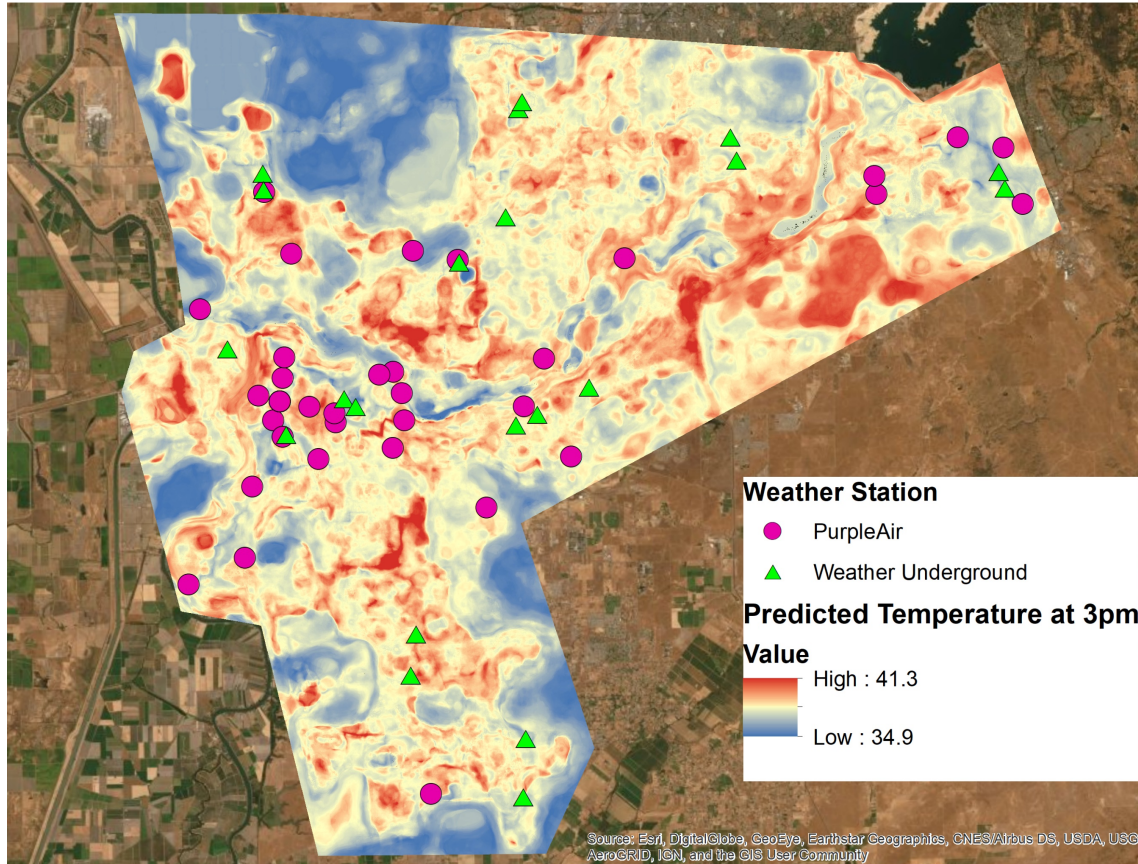 Weather Station
PurpleAir
Weather Underground
Predicted Temperature at 3pm
Value
High : 41.3
Low : 34.9
Source: Esri, DigitalGlobe, GeoEye, Earthstar Geographics, CNES/Airbus DS, USDA, USG
AeroGRID, IGN, and the GIS User Community